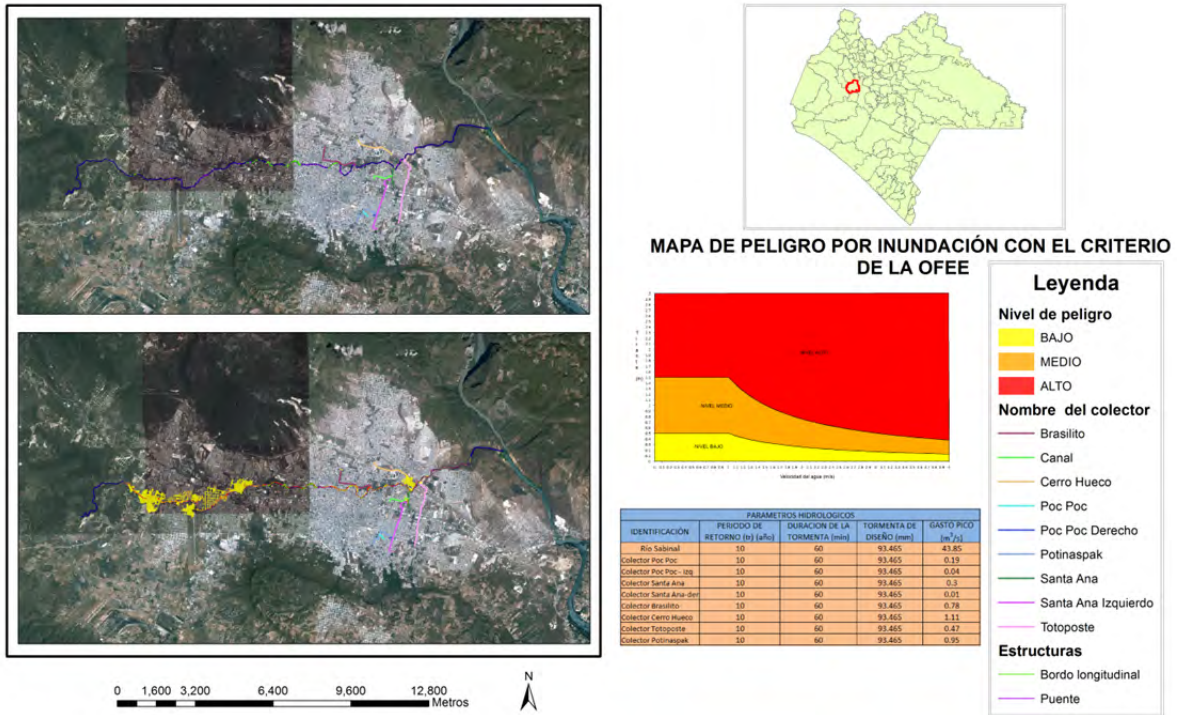 MAPA DE PELIGRO POR INUNDACIÓN CON EL CRITERIO
DE LA OFEE
NIVEL MEDIO
NIVEL BAJO
Velocidad del agua (m/s)
PARAMETROS HIDROLOGICOS
IDENTIFICACIÓN PERIODO DE RETORNO (tr) (año) DURACION DE LA TORMENTA (min) TORMENTA DE DISEÑO (mm) GASTO PICO (m³/s)
Río Sabinal 10 60 93.465 43.85
Colector Poc Poc 10 60 93.465 0.19
Colector Poc Poc - Izq 10 60 93.465 0.04
Colector Santa Ana 10 60 93.465 0.3
Colector Santa Ana-der 10 60 93.465 0.01
Colector Brasilito 10 60 93.465 0.78
Colector Cerro Hueco 10 60 93.465 1.11
Colector Totoposte 10 60 93.465 0.47
Colector Potinaspak 10 60 93.465 0.95
Leyenda
Nivel de peligro
BAJO
MEDIO
ALTO
Nombre del colector
Brasilito
Canal
Cerro Hueco
Poc Poc
Poc Poc Derecho
Potinaspak
Santa Ana
Santa Ana Izquierdo
Totoposte
Estructuras
Bordo longitudinal
Puente
0 1,600 3,200 6,400 9,600 12,800
Metros
N